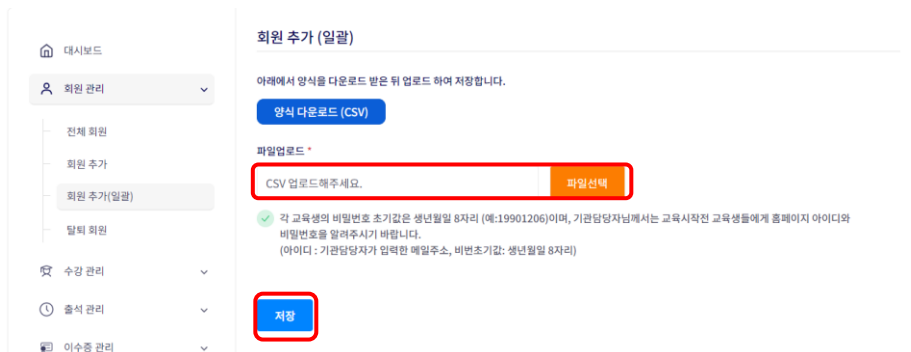 대시보드
회원 관리
전체 회원
회원 추가
회원 추가(일괄)
탈퇴 회원
수강 관리
출석 관리
이수증 관리
회원 추가 (일괄)
아래에서 양식을 다운로드 받은 뒤 업로드 하여 저장합니다.
양식 다운로드 (CSV)
파일업로드 *
CSV 업로드해주세요.
파일선택
각 교육생의 비밀번호 초기값은 생년월일 8자리 (예:19901206)이며, 기관담당자님께서는 교육시작전 교육생들에게 홈페이지 아이디와
비밀번호를 알려주시기 바랍니다.
(아이디 : 기관담당자가 입력한 메일주소, 비번초기값: 생년월일 8자리)
저장